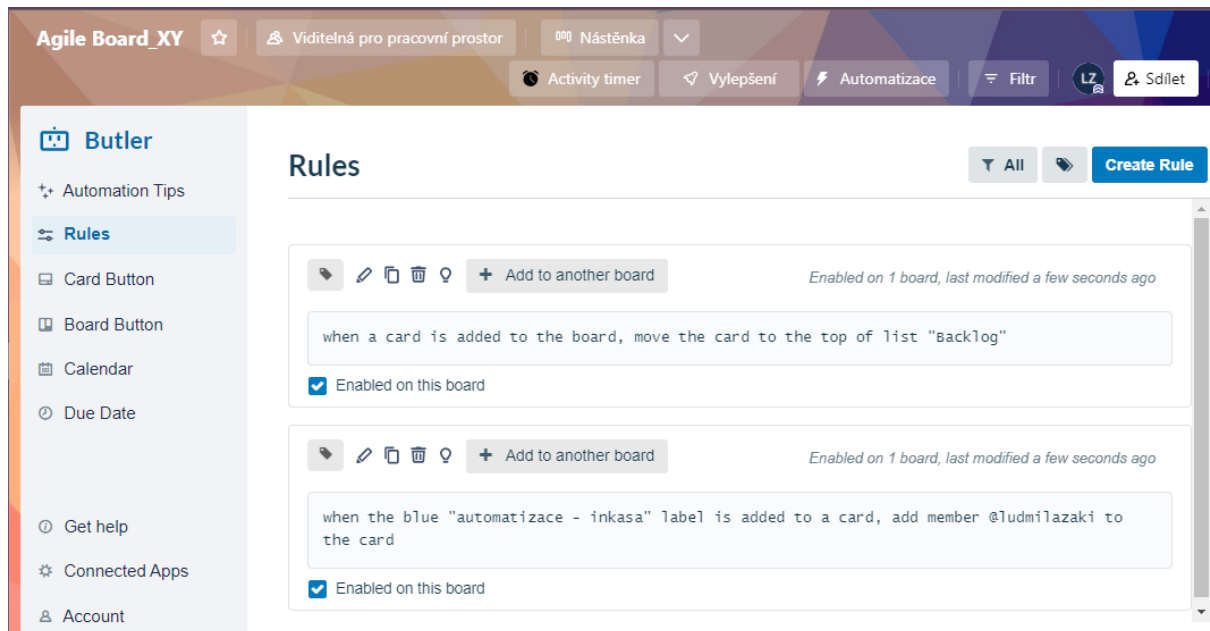 Agile Board_XY
Viditelná pro pracovní prostor
Nástěnka
Activity timer
Vylepšení
Automatizace
Filtr
LZ
Sdílet
Butler
Automation Tips
Rules
Card Button
Board Button
Calendar
Due Date
Get help
Connected Apps
Account
Rules
All
Create Rule
Add to another board
Enabled on 1 board, last modified a few seconds ago
when a card is added to the board, move the card to the top of list "Backlog"
Enabled on this board
Add to another board
Enabled on 1 board, last modified a few seconds ago
when the blue "automatizace - inkasa" label is added to a card, add member @ludmilazaki to
the card
Enabled on this board